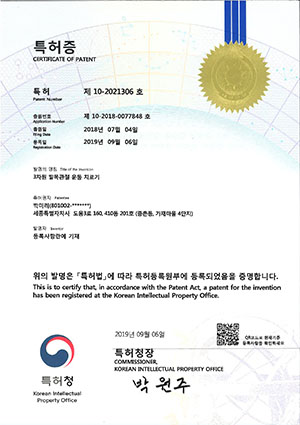 특허증
CERTIFICATE OF PATENT
특허 제 10-2021306 호
Patent Number
출원번호 제 10-2018-0077848 호
Application Number
출원일 2018년 07월 04일
Filing Date
등록일 2019년 09월 06일
Registration Date
발명의 명칭 Title of the Invention
3차원 발목관절 운동 치료기
특허권자 Patentee
(801002-*******)
세종특별자치시 도움3로 160, 410동 201호 (종촌동, 가재마을 4단지)
발명자 Inventor
등록사항란에 기재
위의 발명은 「특허법」에 따라 특허등록원부에 등록되었음을 증명합니다.
This is to certify that, in accordance with the Patent Act, a patent for the invention
has been registered at the Korean Intellectual Property Office.
2019년 09월 06일
QR코드로 현재기준
등록사항을 확인하세요
특허청장
COMMISSIONER,
KOREAN INTELLECTUAL PROPERTY OFFICE
박원주
특허청
Korean Intellectual
Property Office